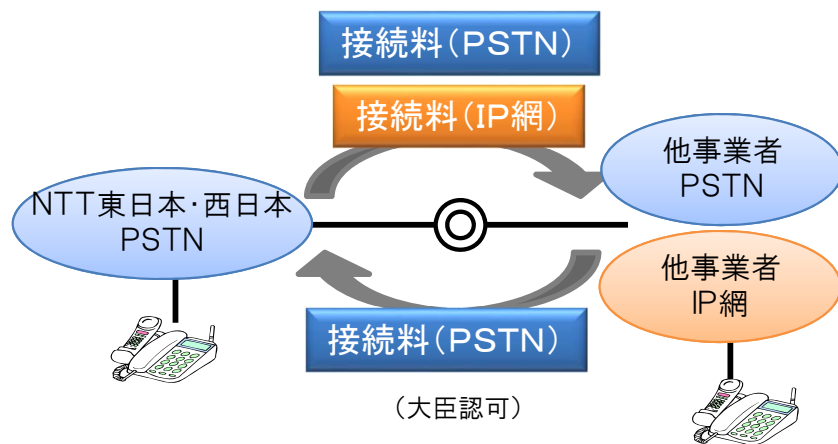 接続料(PSTN)
接続料(IP網)
他事業者
PSTN
NTT東日本・西日本
PSTN
他事業者
IP網
接続料(PSTN)
(大臣認可)